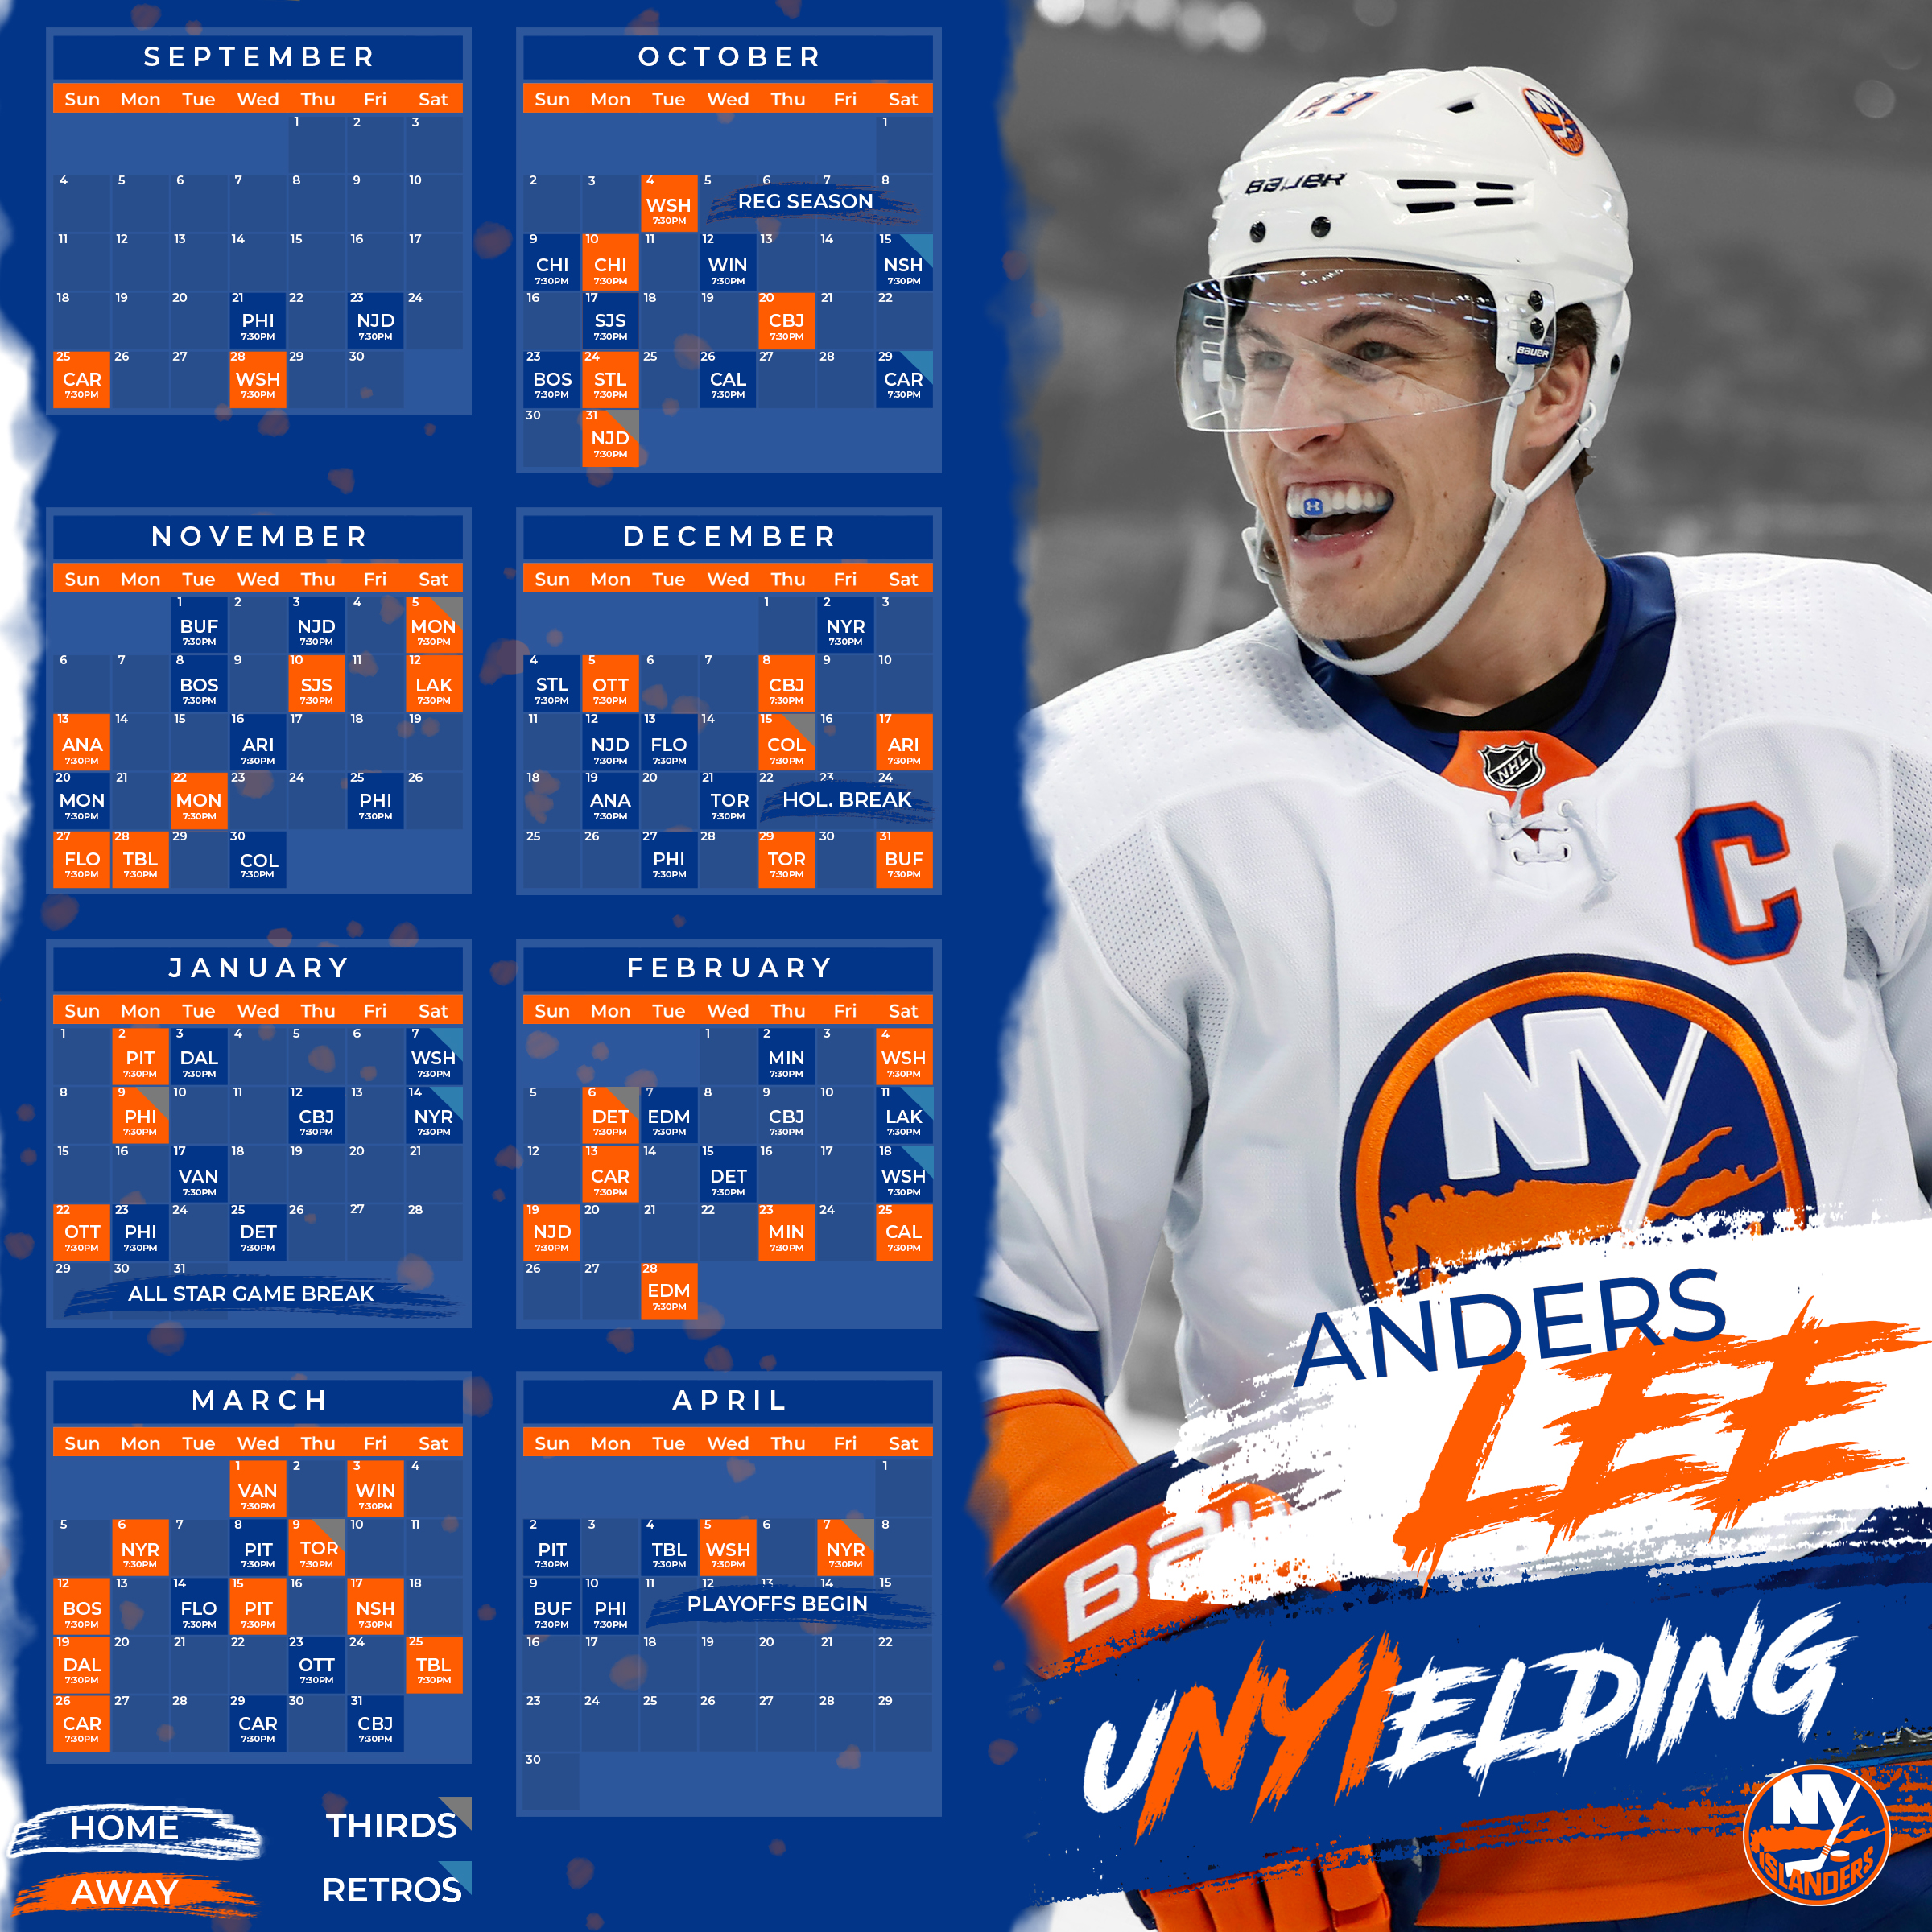 SEPTEMBER
Sun Mon Tue Wed Thu Fri Sat
1 2 3
4 5 6 7 8 9 10
11 12 13 14 15 16 17
18 19 20 21 22 23 24
PHI NJD
7:30PM 7:30PM
25 26 27 28 29 30
CAR WSH
7:30PM 7:30PM
OCTOBER
Sun Mon Tue Wed Thu Fri Sat
1
2 3 4 5 6 7 8
WSH REG SEASON
7:30PM
9 10 11 12 13 14 15
CHI CHI WIN NSH
7:30PM 7:30PM 7:30PM 7:30PM
16 17 18 19 20 21 22
SJS CBJ
7:30PM 7:30PM
23 24 25 26 27 28 29
BOS STL CAL CAR
7:30PM 7:30PM 7:30PM 7:30PM
30 31
NJD
7:30PM
NOVEMBER
Sun Mon Tue Wed Thu Fri Sat
1 2 3 4 5
BUF NJD MON
7:30PM 7:30PM 7:30PM
6 7 8 9 10 11 12
BOS SJS LAK
7:30PM 7:30PM 7:30PM
13 14 15 16 17 18 19
ANA ARI
7:30PM 7:30PM
20 21 22 23 24 25 26
MON MON PHI
7:30PM 7:30PM 7:30PM
27 28 29 30
FLO TBL COL
7:30PM 7:30PM 7:30PM
DECEMBER
Sun Mon Tue Wed Thu Fri Sat
1 2 3
NYR
7:30PM
4 5 6 7 8 9 10
STL OTT CBJ
7:30PM 7:30PM 7:30PM
11 12 13 14 15 16 17
NJD FLO COL ARI
7:30PM 7:30PM 7:30PM 7:30PM
18 19 20 21 22 23 24
ANA TOR HOL. BREAK
7:30PM 7:30PM
25 26 27 28 29 30 31
PHI TOR BUF
7:30PM 7:30PM 7:30PM
JANUARY
Sun Mon Tue Wed Thu Fri Sat
1 2 3 4 5 6 7
PIT DAL WSH
7:30PM 7:30PM 7:30PM
8 9 10 11 12 13 14
PHI CBJ NYR
7:30PM 7:30PM 7:30PM
15 16 17 18 19 20 21
VAN
7:30PM
22 23 24 25 26 27 28
OTT PHI DET
7:30PM 7:30PM 7:30PM
29 30 31
ALL STAR GAME BREAK
FEBRUARY
Sun Mon Tue Wed Thu Fri Sat
1 2 3 4
MIN WSH
7:30PM 7:30PM
5 6 7 8 9 10 11
DET EDM CBJ LAK
7:30PM 7:30PM 7:30PM 7:30PM
12 13 14 15 16 17 18
CAR DET WSH
7:30PM 7:30PM 7:30PM
19 20 21 22 23 24 25
NJD MIN CAL
7:30PM 7:30PM 7:30PM
26 27 28
EDM
7:30PM
MARCH
Sun Mon Tue Wed Thu Fri Sat
1 2 3 4
VAN WIN
7:30PM 7:30PM
5 6 7 8 9 10 11
NYR PIT TOR
7:30PM 7:30PM 7:30PM
12 13 14 15 16 17 18
BOS FLO PIT NSH
7:30PM 7:30PM 7:30PM 7:30PM
19 20 21 22 23 24 25
DAL OTT TBL
7:30PM 7:30PM 7:30PM
26 27 28 29 30 31
CAR CAR CBJ
7:30PM 7:30PM 7:30PM
APRIL
Sun Mon Tue Wed Thu Fri Sat
1
2 3 4 5 6 7 8
PIT TBL WSH NYR
7:30PM 7:30PM 7:30PM 7:30PM
9 10 11 12 13 14 15
BUF PHI PLAYOFFS BEGIN
7:30PM 7:30PM
16 17 18 19 20 21 22
23 24 25 26 27 28 29
30
HOME THIRDS
AWAY RETROS
27
NY
BAUER
BAUER
NHL
C
NY
ANDERS
LEE
UNYIELDING
NY
ISLANDERS